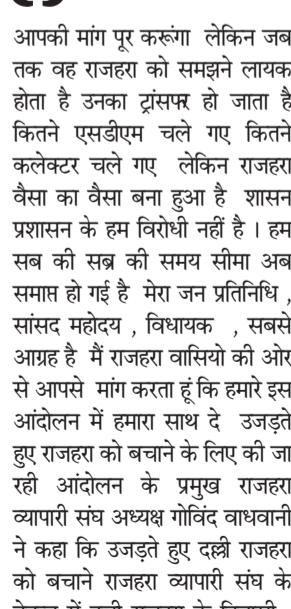 आपकी मांग पूर करूंगा लेकिन जब
तक वह राजहरा को समझने लायक
होता है उनका ट्रांसफर हो जाता है
कितने एसडीएम चले गए कितने
कलेक्टर चले गए लेकिन राजहरा
वैसा का वैसा बना हुआ है शासन
प्रशासन के हम विरोधी नहीं है । हम
सब की सब्र की समय सीमा अब
समाप्त हो गई है मेरा जन प्रतिनिधि ,
सांसद महोदय , विधायक , सबसे
आग्रह है मैं राजहरा वासियो की ओर
से आपसे मांग करता हूं कि हमारे इस
आंदोलन में हमारा साथ दे उजड़ते
हुए राजहरा को बचाने के लिए की जा
रही आंदोलन के प्रमुख राजहरा
व्यापारी संघ अध्यक्ष गोविंद वाधवानी
ने कहा कि उजड़ते हुए दल्ली राजहरा
को बचाने राजहरा व्यापारी संघ के